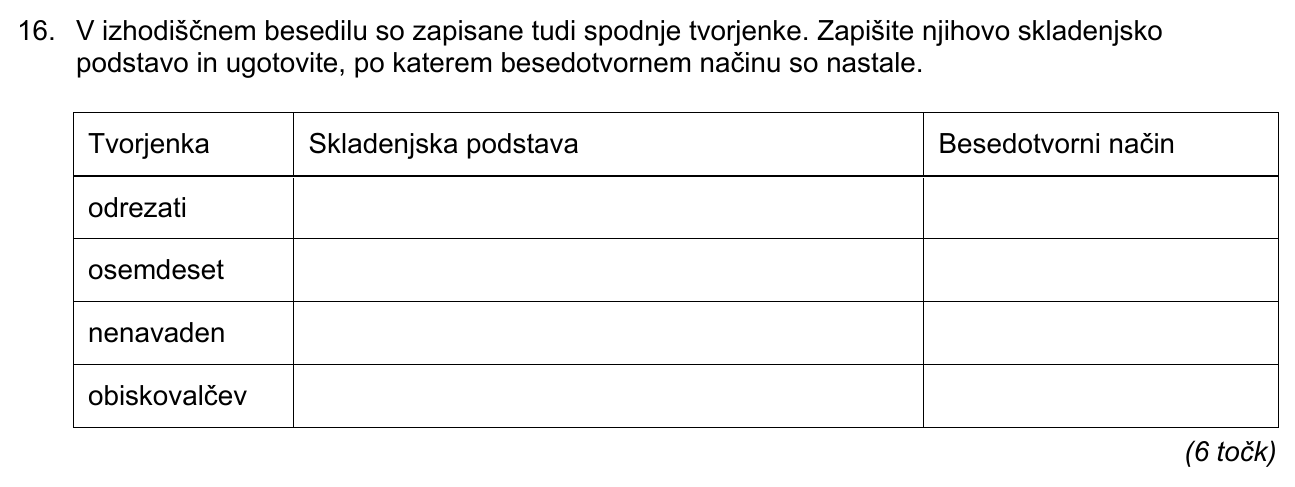 16. V izhodiščnem besedilu so zapisane tudi spodnje tvorjenke. Zapišite njihovo skladenjsko
podstavo in ugotovite, po katerem besedotvornem načinu so nastale.
Tvorjenka Skladenjska podstava Besedotvorni način
odrezati
osemdeset
nenavaden
obiskovalčev
(6 točk)